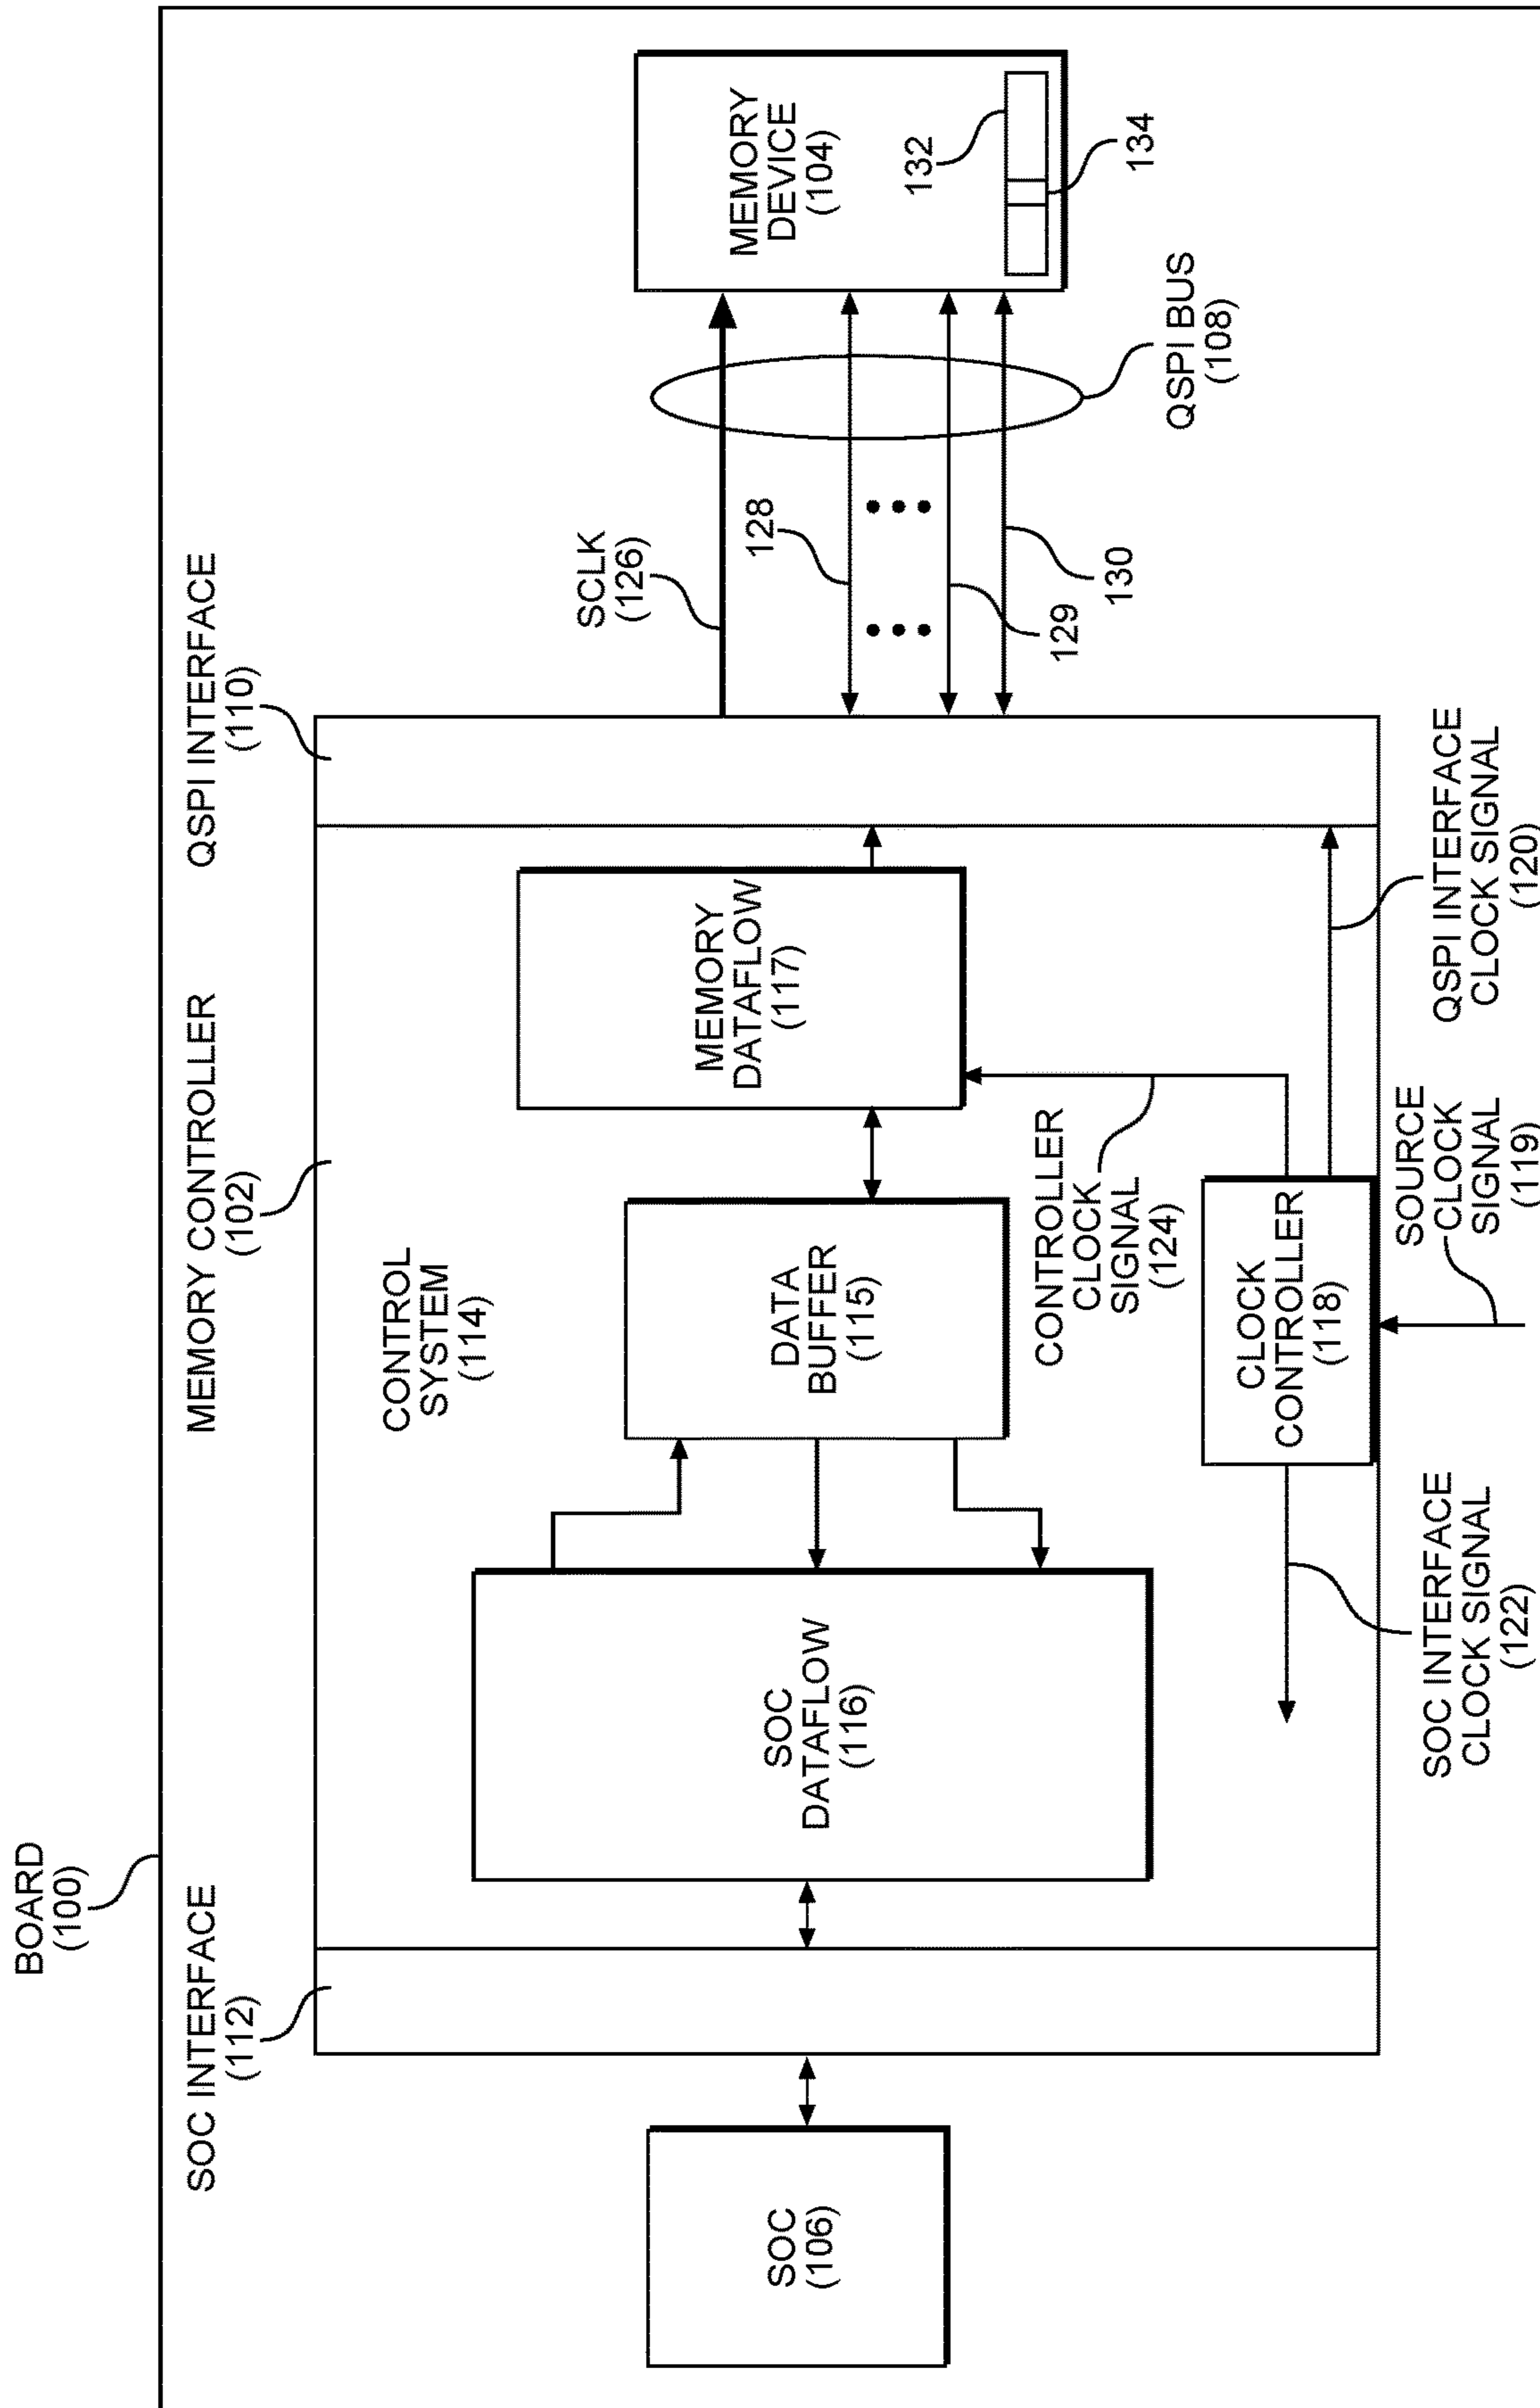 BOARD
(100)
SOC INTERFACE
(112)
MEMORY CONTROLLER
(102)
QSPI INTERFACE
(110)
CONTROL
SYSTEM
(114)
SOC
(106)
SOC
DATAFLOW
(116)
DATA
BUFFER
(115)
MEMORY
DATAFLOW
(117)
SCLK
(126)
128
129
130
MEMORY
DEVICE
(104)
132
134
QSPI BUS
(108)
CONTROLLER
CLOCK
SIGNAL
(124)
CLOCK
CONTROLLER
(118)
SOC INTERFACE
CLOCK SIGNAL
(122)
SOURCE
CLOCK
SIGNAL
(119)
QSPI INTERFACE
CLOCK SIGNAL
(120)